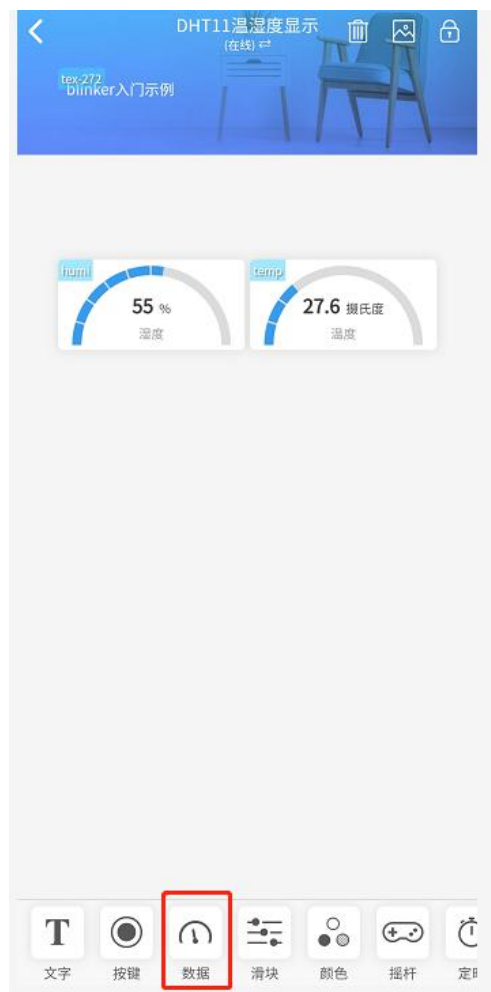 DHT11温湿度显示
(在线)
tex-272
blinker入门示例
humi
temp
55 %
27.6 摄氏度
湿度
温度
T
文字
按键
数据
滑块
颜色
摇杆
定